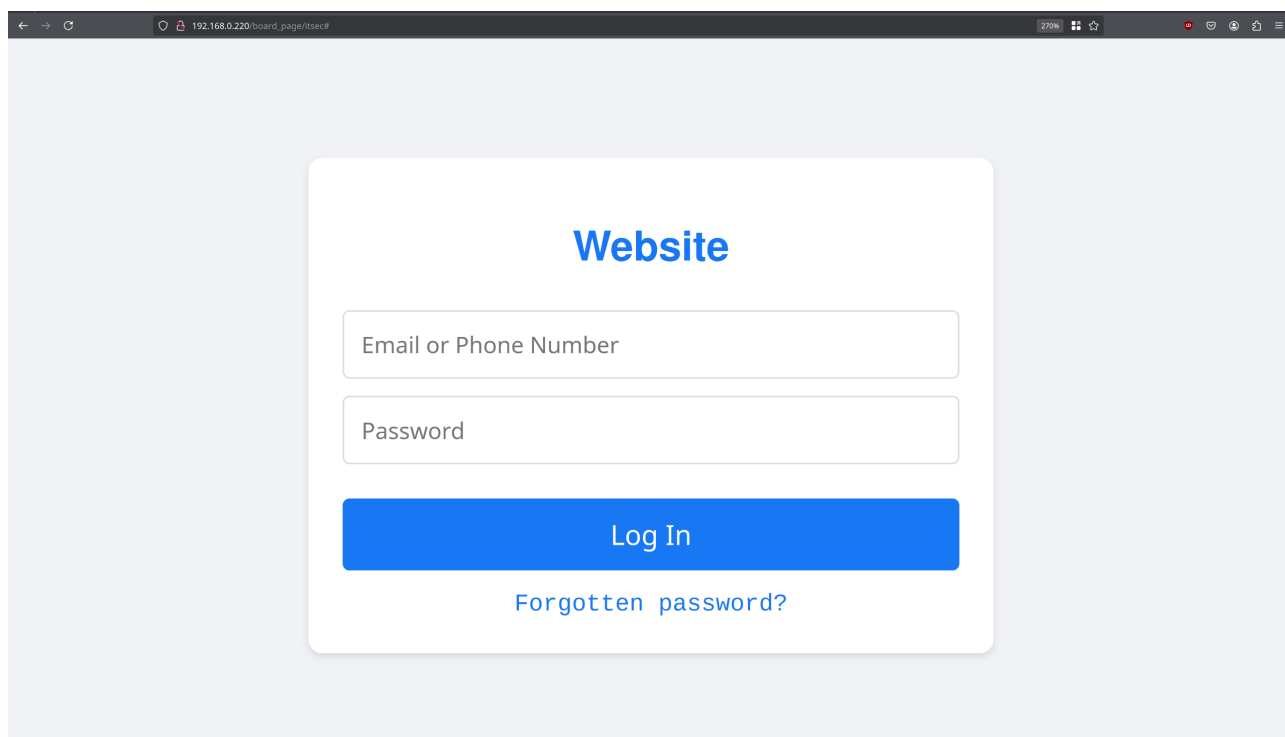 192.168.0.220/board_page/itsec#
270%
Website
Email or Phone Number
Password
Log In
Forgotten password?